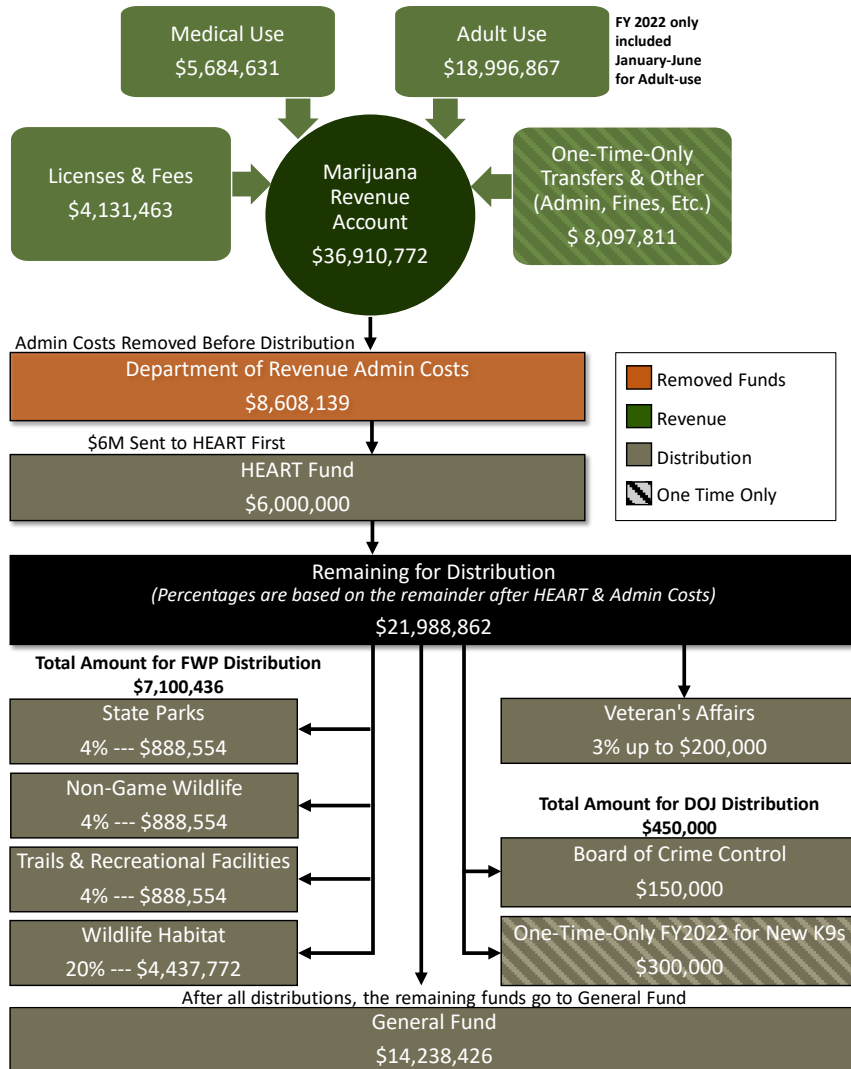 Medical Use
$5,684,631
Adult Use
$18,996,867
FY 2022 only
included
January-June
for Adult-use
Licenses & Fees
$4,131,463
Marijuana
Revenue
Account
$36,910,772
One-Time-Only
Transfers & Other
(Admin, Fines, Etc.)
$ 8,097,811
Admin Costs Removed Before Distribution
Department of Revenue Admin Costs
$8,608,139
Removed Funds
Revenue
Distribution
One Time Only
$6M Sent to HEART First
HEART Fund
$6,000,000
Remaining for Distribution
(Percentages are based on the remainder after HEART & Admin Costs)
$21,988,862
Total Amount for FWP Distribution
$7,100,436
State Parks
4% --- $888,554
Non-Game Wildlife
4% --- $888,554
Trails & Recreational Facilities
4% --- $888,554
Wildlife Habitat
20% --- $4,437,772
Veteran's Affairs
3% up to $200,000
Total Amount for DOJ Distribution
$450,000
Board of Crime Control
$150,000
One-Time-Only FY2022 for New K9s
$300,000
After all distributions, the remaining funds go to General Fund
General Fund
$14,238,426